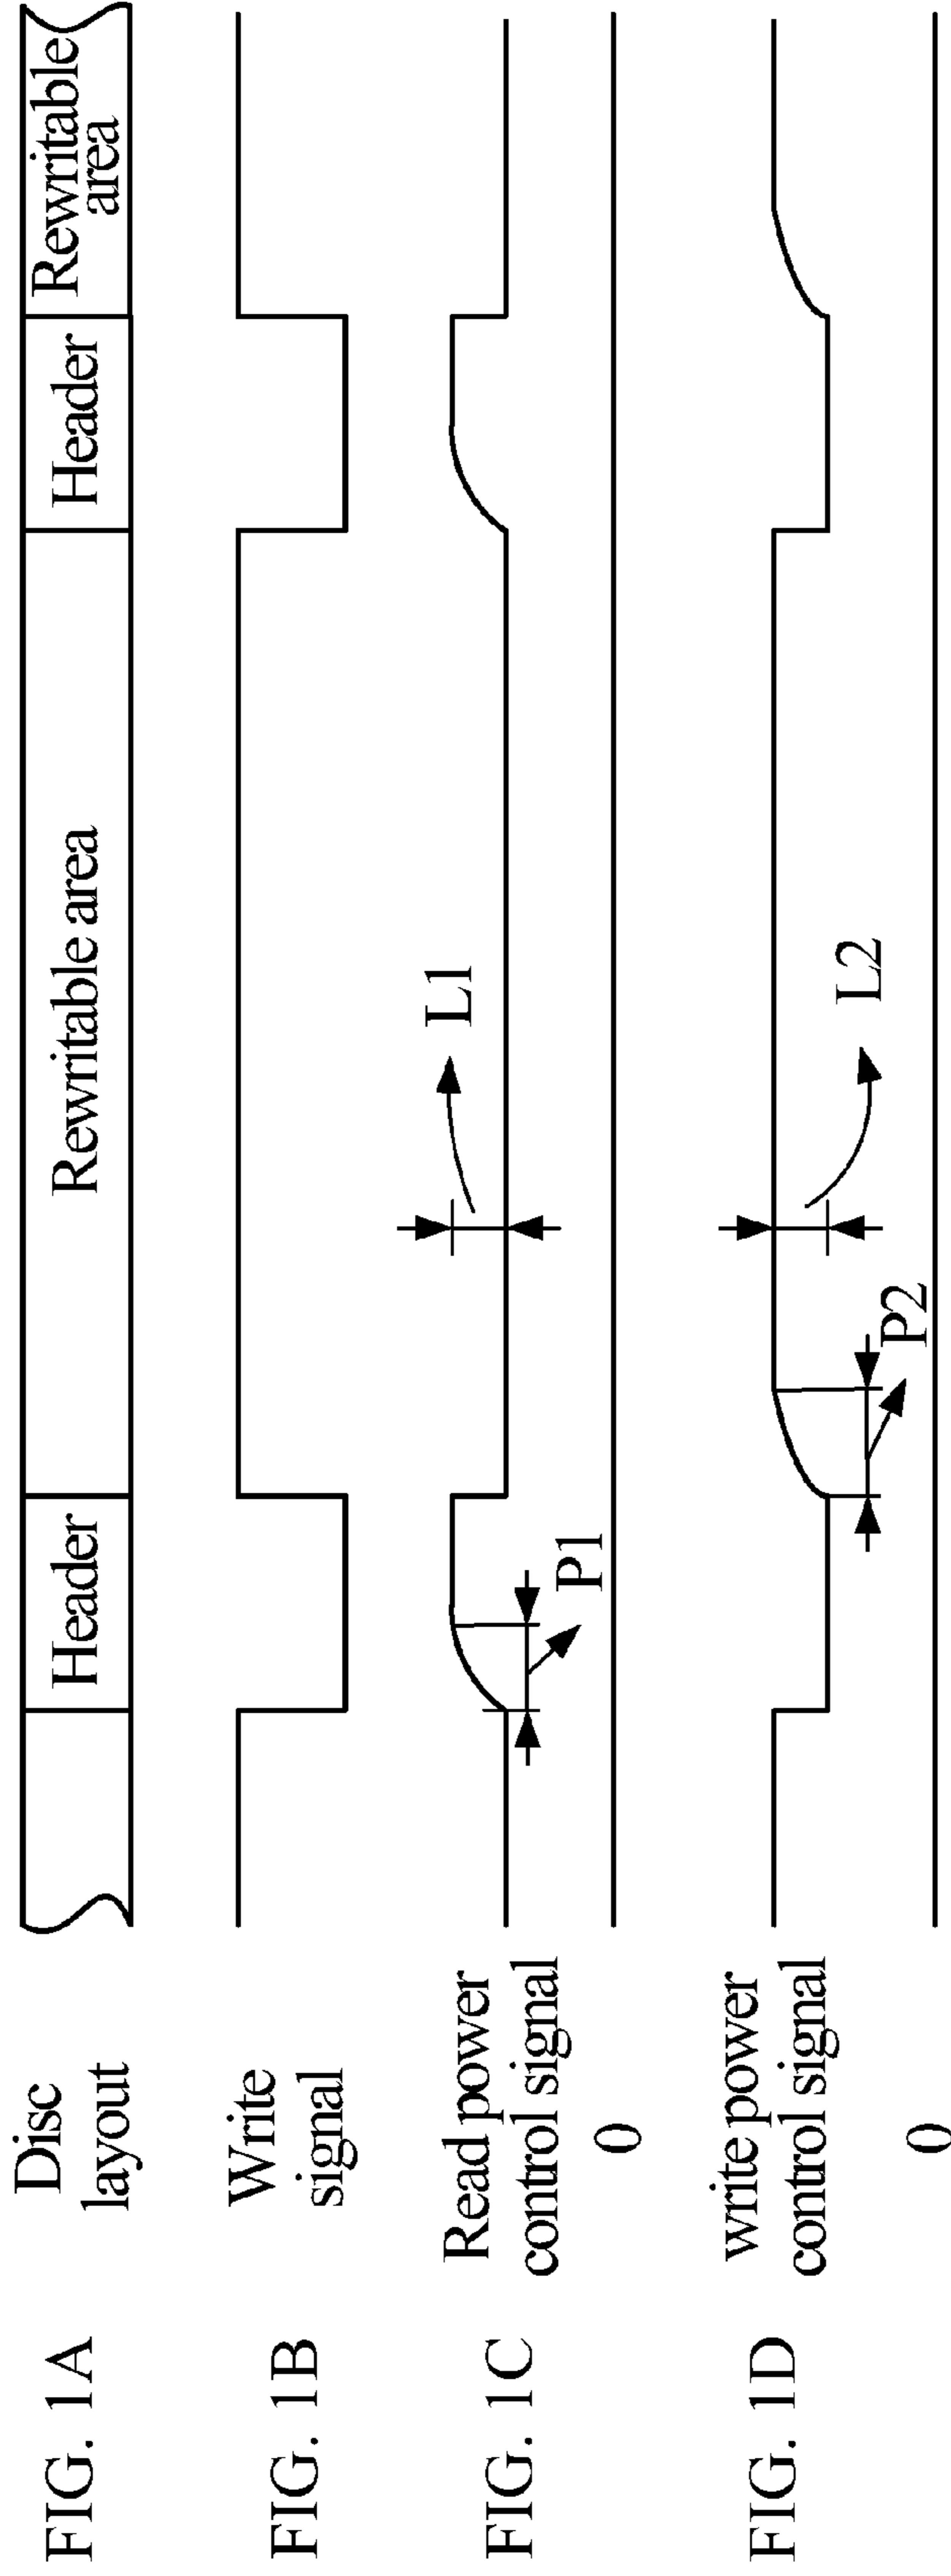 FIG. 1A
Disc
layout
Header
Rewritable area
Header
Rewritable
area
FIG. 1B
Write
signal
FIG. 1C
Read power
control signal
0
P1
L1
FIG. 1D
write power
control signal
0
P2
L2